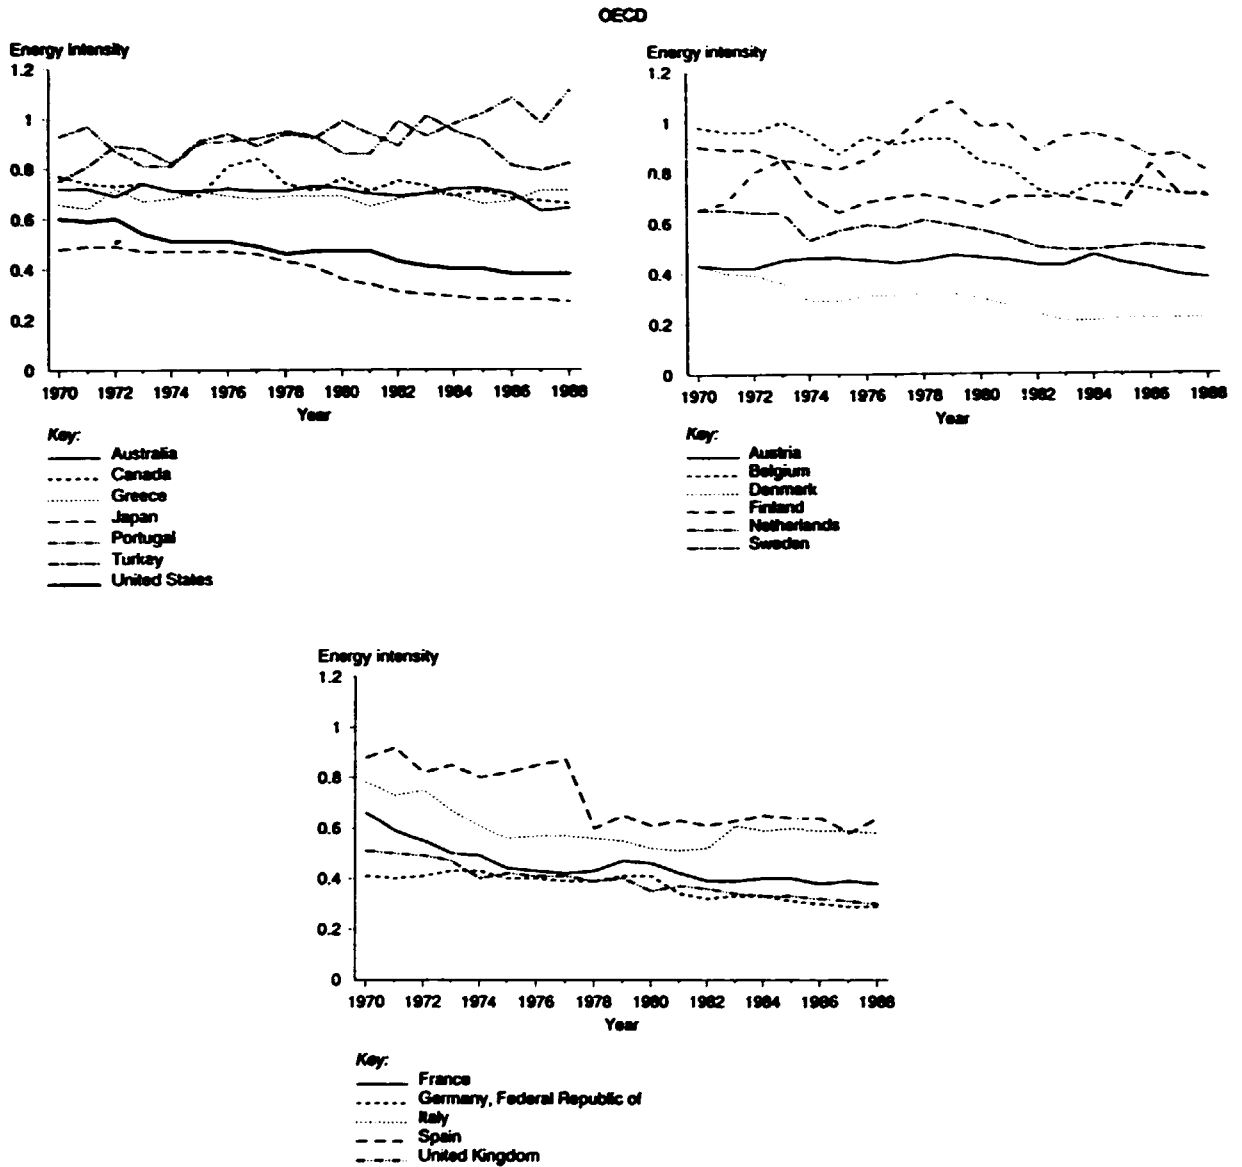 OECD
Energy Intensity
1.2
1
0.8
0.6
0.4
0.2
0
1970 1972 1974 1976 1978 1980 1982 1984 1986 1988
Year
Key:
Australia
Canada
Greece
Japan
Portugal
Turkey
United States
Energy intensity
1.2
1
0.8
0.6
0.4
0.2
0
1970 1972 1974 1976 1978 1980 1982 1984 1986 1988
Year
Key:
Austria
Belgium
Denmark
Finland
Netherlands
Sweden
Energy intensity
1.2
1
0.8
0.6
0.4
0.2
0
1970 1972 1974 1976 1978 1980 1982 1984 1986 1988
Year
Key:
France
Germany, Federal Republic of
Italy
Spain
United Kingdom